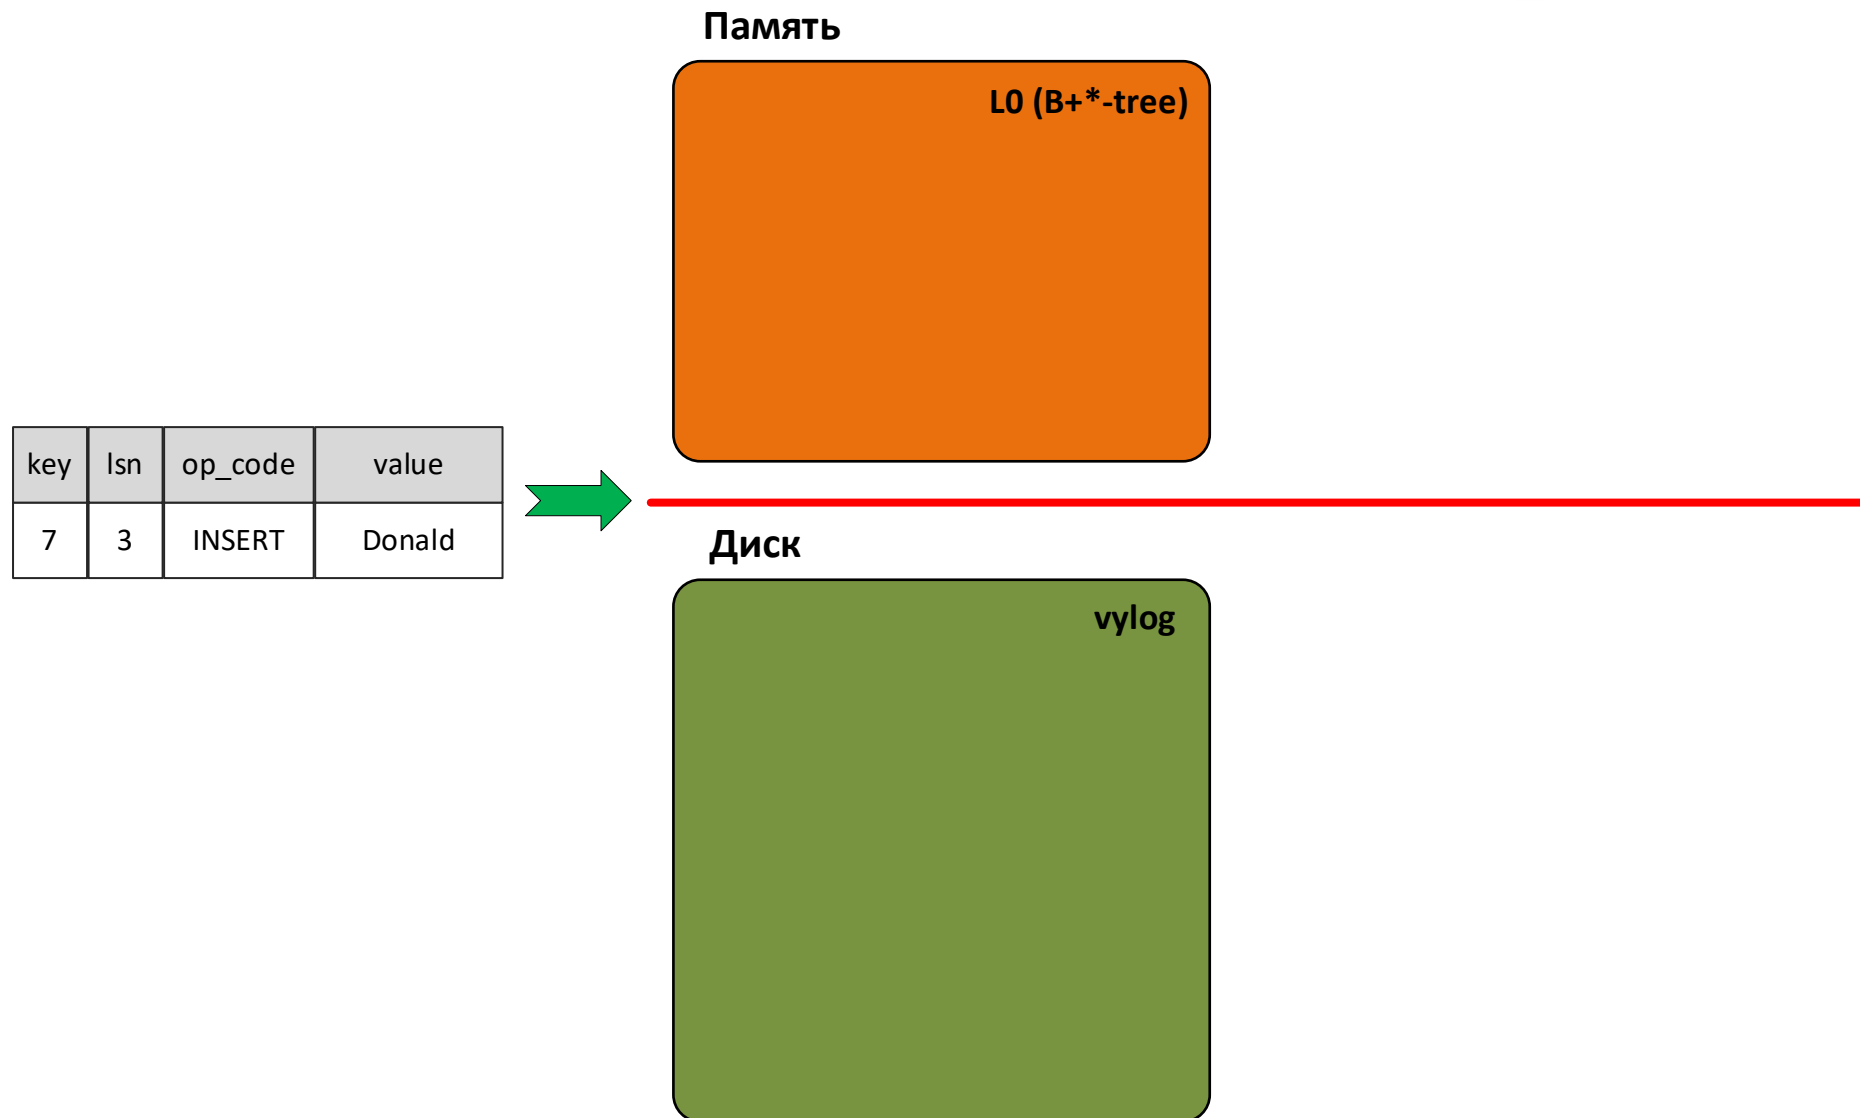 Память
L0 (B+*-tree)
key lsn op_code value
7 3 INSERT Donald
Диск
vylog